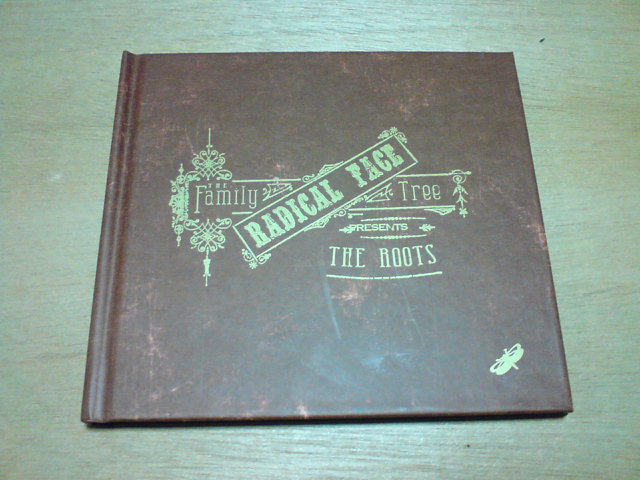 THE
Family Tree
RADICAL FACE
PRESENTS
THE ROOTS